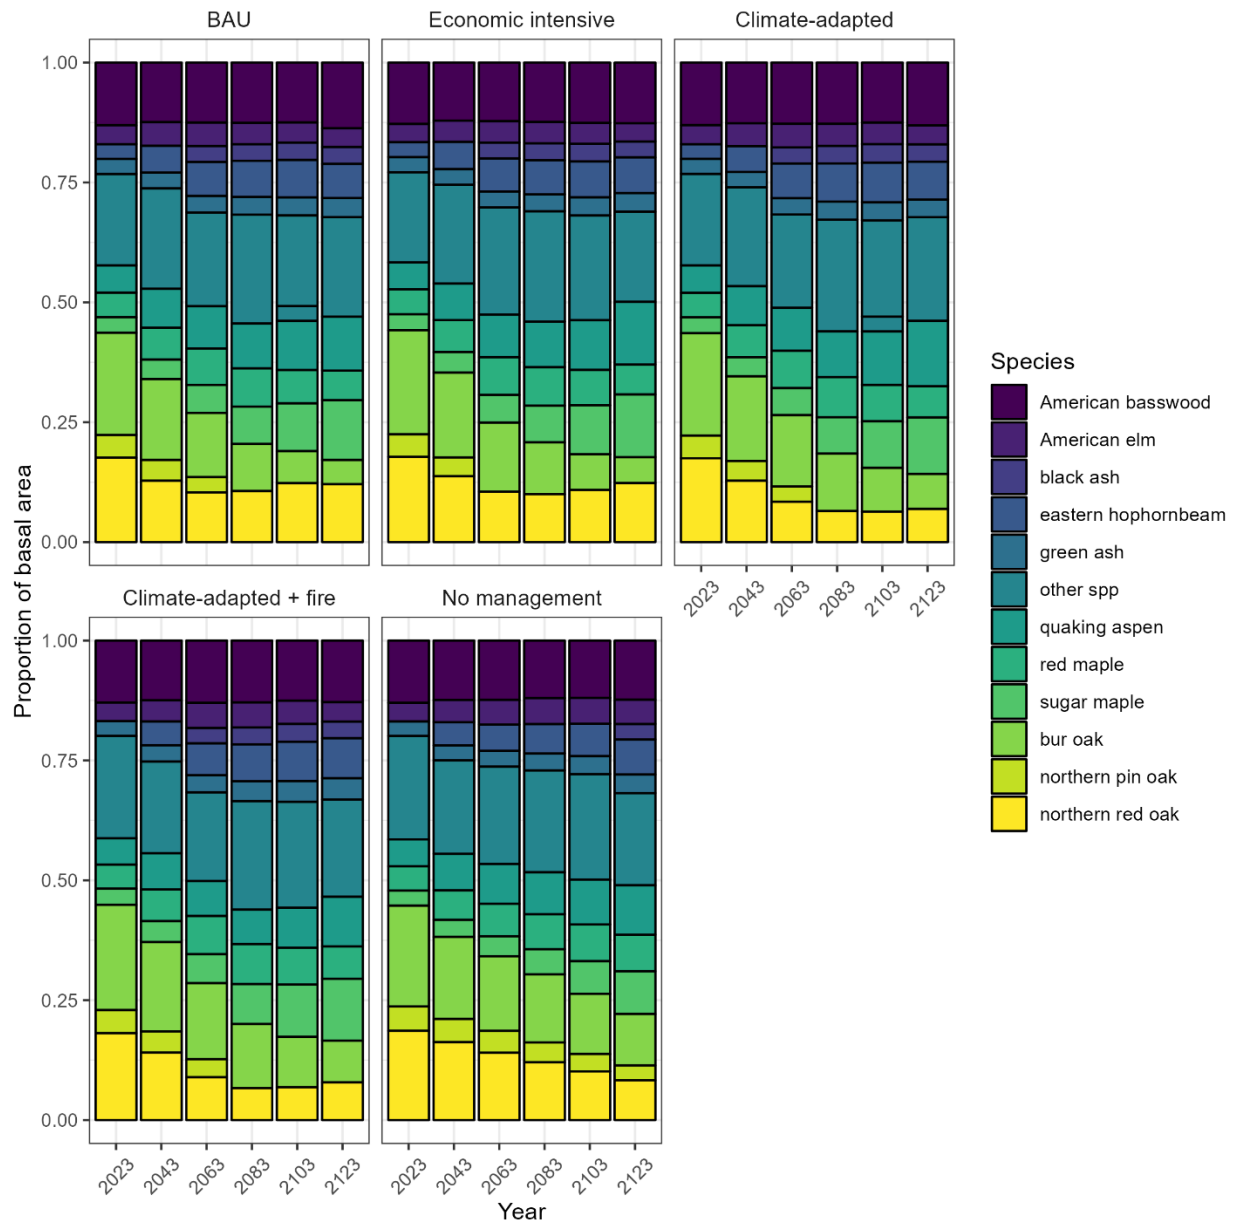 BAU
Economic intensive
Climate-adapted
1.00
0.75
0.50
0.25
0.00
2023 2043 2063 2083 2103 2123
Climate-adapted + fire
No management
1.00
0.75
0.50
0.25
0.00
2023 2043 2063 2083 2103 2123
2023 2043 2063 2083 2103 2123
Proportion of basal area
Year
Species
American basswood
American elm
black ash
eastern hophornbeam
green ash
other spp
quaking aspen
red maple
sugar maple
bur oak
northern pin oak
northern red oak